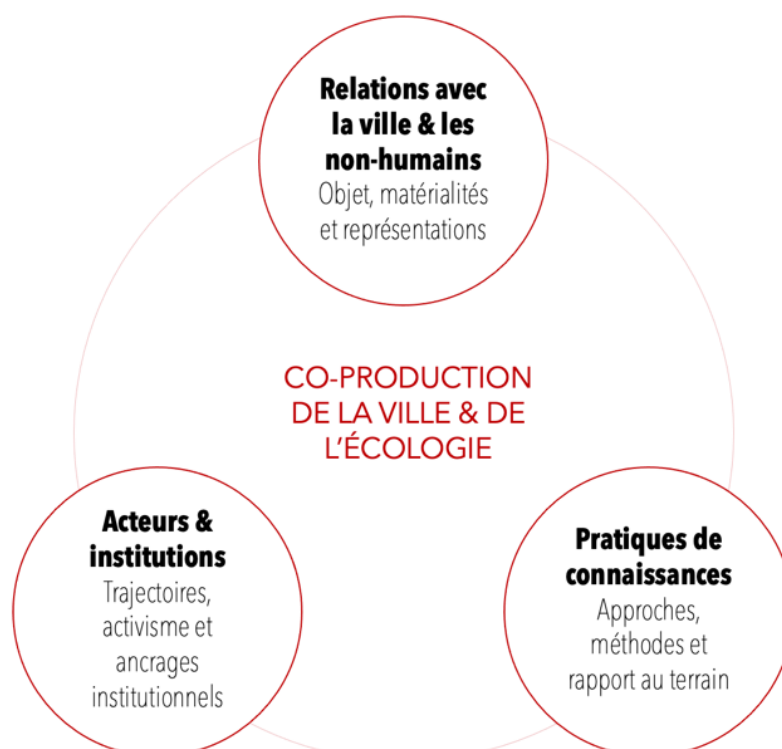 Relations avec
la ville & les
non-humains
Objet, matérialités
et représentations
CO-PRODUCTION
DE LA VILLE & DE
L'ÉCOLOGIE
Acteurs &
institutions
Trajectoires,
activisme et
ancrages
institutionnels
Pratiques de
connaissances
Approches,
méthodes et
rapport au terrain